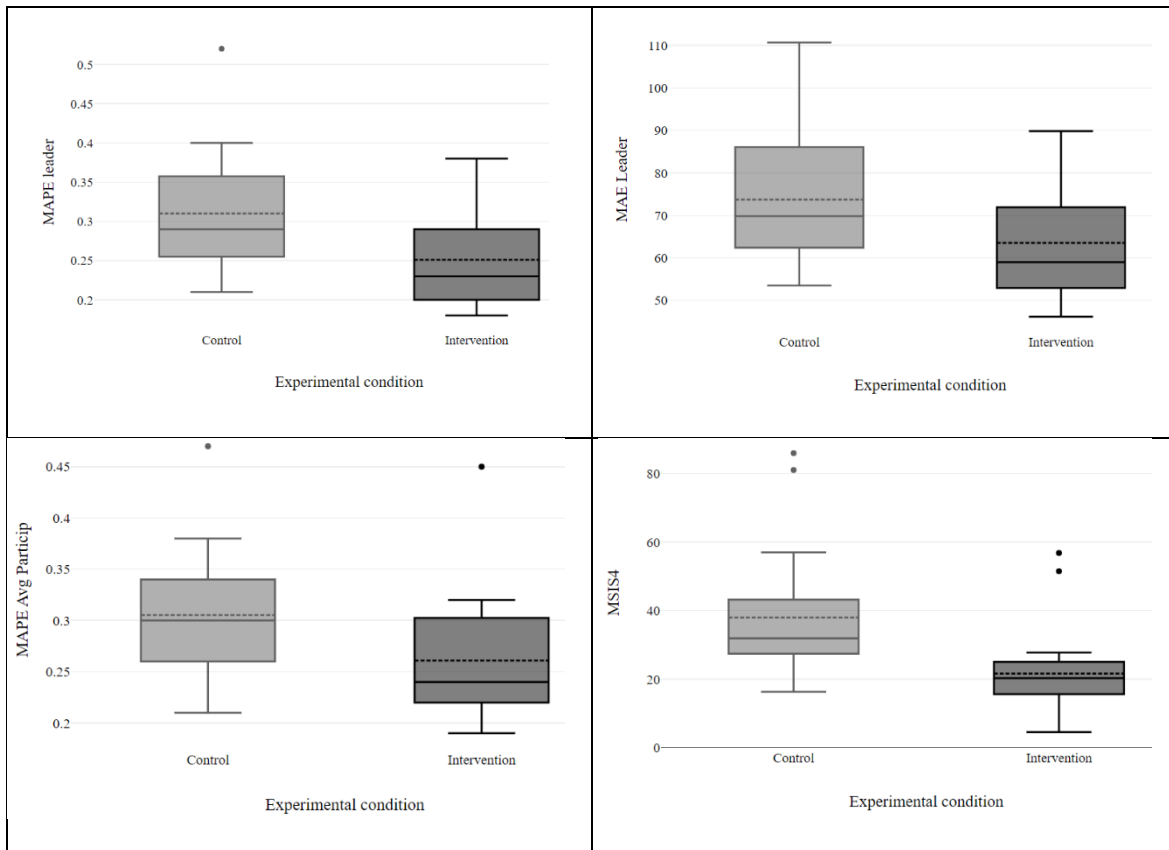 MAPE leader
0.5
0.45
0.4
0.35
0.3
0.25
0.2
Control
Intervention
Experimental condition
MAE Leader
110
100
90
80
70
60
50
Control
Intervention
Experimental condition
MAPE Avg Particip
0.45
0.4
0.35
0.3
0.25
0.2
Control
Intervention
Experimental condition
MSIS4
80
60
40
20
0
Control
Intervention
Experimental condition